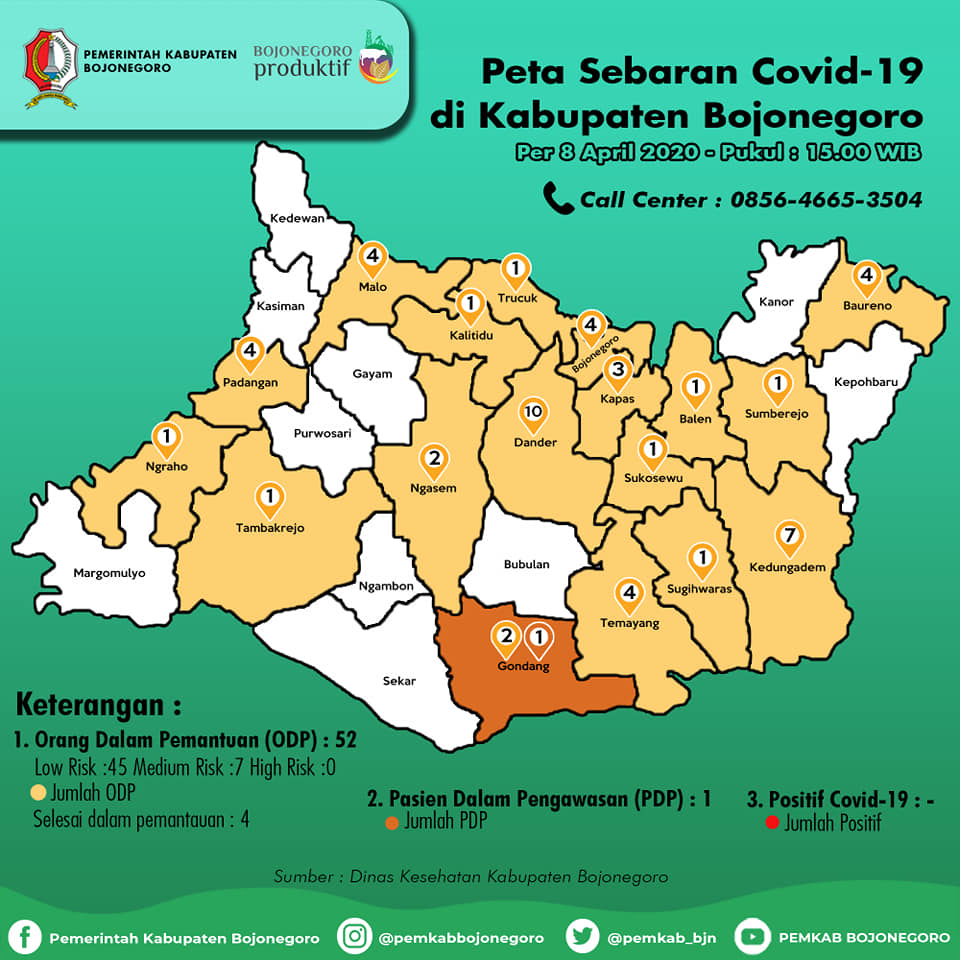 PEMERINTAH KABUPATEN
BOJONEGORO
BOJONEGORO
produktif
Peta Sebaran Covid-19
di Kabupaten Bojonegoro
Per 8 April 2020 - Pukul : 15.00 WIB
Call Center : 0856-4665-3504
Kedewan
4
Malo
1
Trucuk
Kanor
4
Baureno
Kasiman
1
Kalitidu
4
Bojonegoro
4
Padangan
Gayam
3
Kapas
1
Balen
1
Sumberejo
Kepohbaru
Purwosari
10
Dander
1
Ngraho
2
Ngasem
1
Sukosewu
1
Tambakrejo
7
Kedungadem
Margomulyo
Ngambon
Bubulan
1
Sugihwaras
4
Temayang
2
1
Gondang
Sekar
Keterangan :
1. Orang Dalam Pemantuan (ODP) : 52
Low Risk :45 Medium Risk :7 High Risk :0
Jumlah ODP
Selesai dalam pemantauan : 4
2. Pasien Dalam Pengawasan (PDP) : 1
Jumlah PDP
3. Positif Covid-19 : -
Jumlah Positif
Sumber : Dinas Kesehatan Kabupaten Bojonegoro
Pemerintah Kabupaten Bojonegoro
@pemkabbojonegoro
@pemkab_bjn
PEMKAB BOJONEGORO